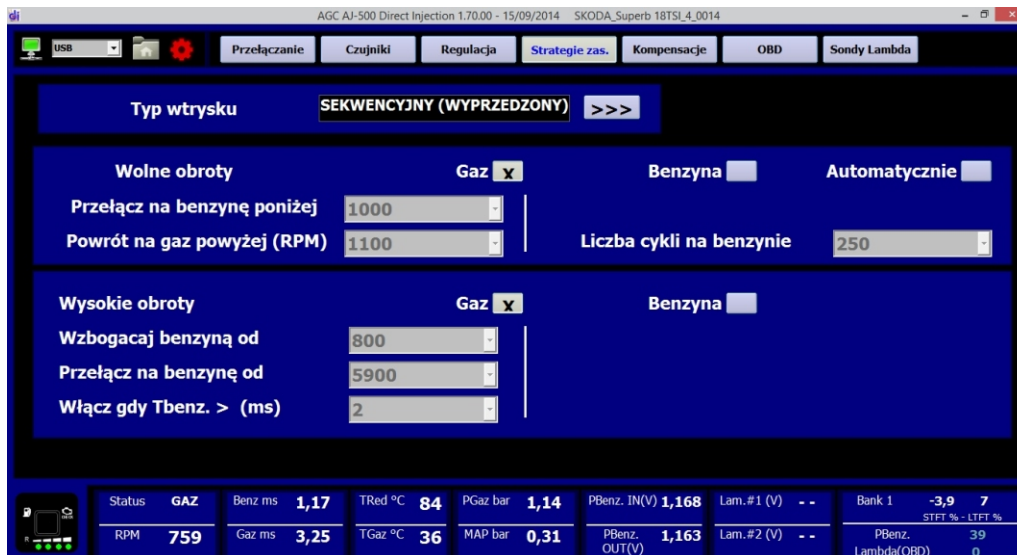 di AGC AJ-500 Direct Injection 1.70.00 - 15/09/2014 SKODA_Superb 18TSI_4_0014
USB Przełączanie Czujniki Regulacja Strategie zas. Kompensacje OBD Sondy Lambda
Typ wtrysku SEKWENCYJNY (WYPRZEDZONY) >>>
Wolne obroty Gaz x Benzyna Automatycznie
Przełącz na benzynę poniżej 1000
Powrót na gaz powyżej (RPM) 1100 Liczba cykli na benzynie 250
Wysokie obroty Gaz x Benzyna
Wzbogacaj benzyną od 800
Przełącz na benzynę od 5900
Włącz gdy Tbenz. > (ms) 2
Status GAZ Benz ms 1,17 TRed °C 84 PGaz bar 1,14 PBenz. IN(V) 1,168 Lam.#1 (V) - - Bank 1 -3,9 7
STFT % - LTFT %
R RPM 759 Gaz ms 3,25 TGaz °C 36 MAP bar 0,31 PBenz. OUT(V) 1,163 Lam.#2 (V) - - PBenz. 39
Lambda(OBD) 0